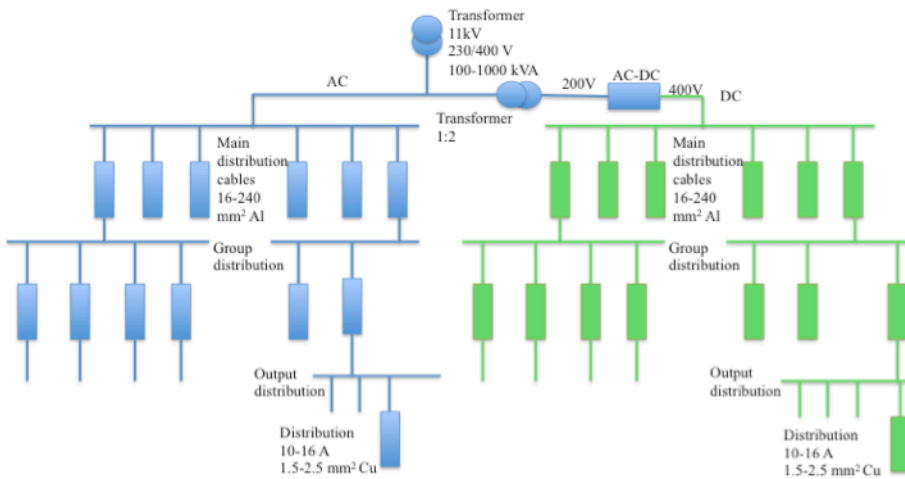 Transformer
11kV
230/400 V
100-1000 kVA
AC
200V
AC-DC
400V
DC
Transformer
1:2
Main
distribution
cables
16-240
mm² Al
Main
distribution
cables
16-240
mm² Al
Group
distribution
Group
distribution
Output
distribution
Output
distribution
Distribution
10-16 A
1.5-2.5 mm² Cu
Distribution
10-16 A
1.5-2.5 mm² Cu